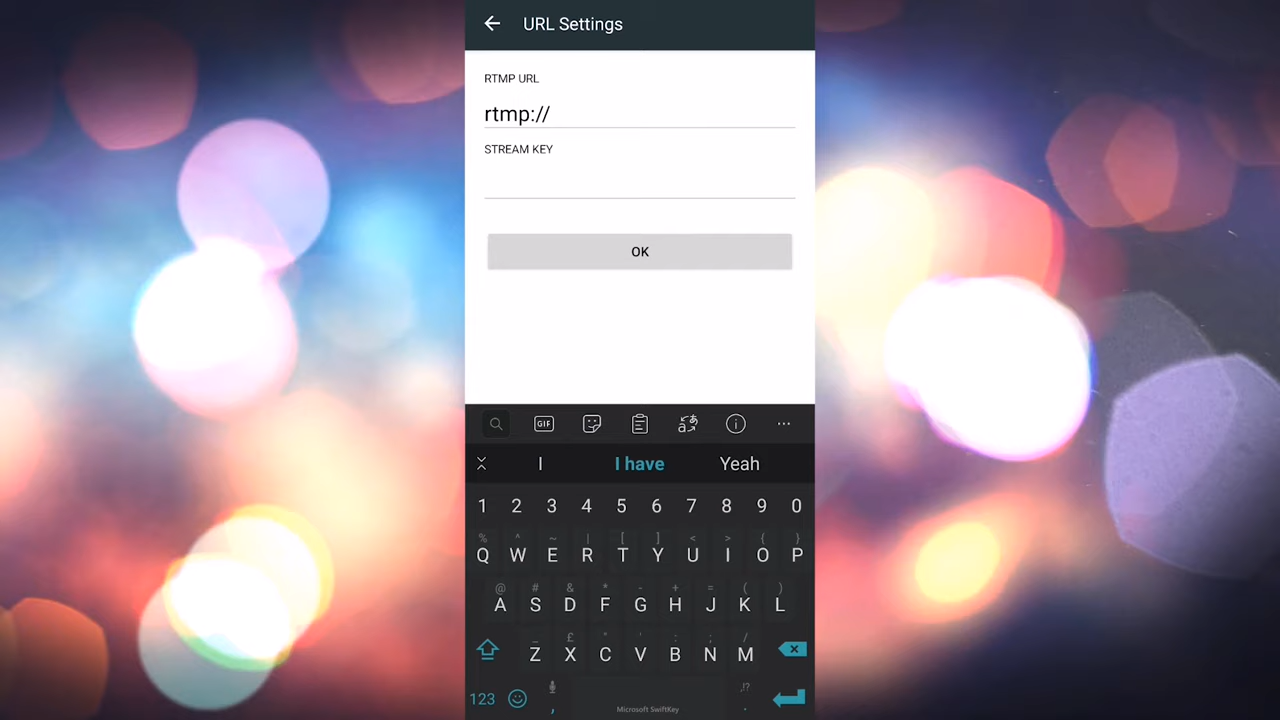 URL Settings
RTMP URL
rtmp://
STREAM KEY
OK
GIF
I I have Yeah
1 2 3 4 5 6 7 8 9 0
% ^ ~ | [ ] < > { }
Q W E R T Y U I O P
@ # & * - + = ( )
A S D F G H J K L
_ £ " ' : ; /
Z X C V B N M
,!?
123 , .
Microsoft SwiftKey